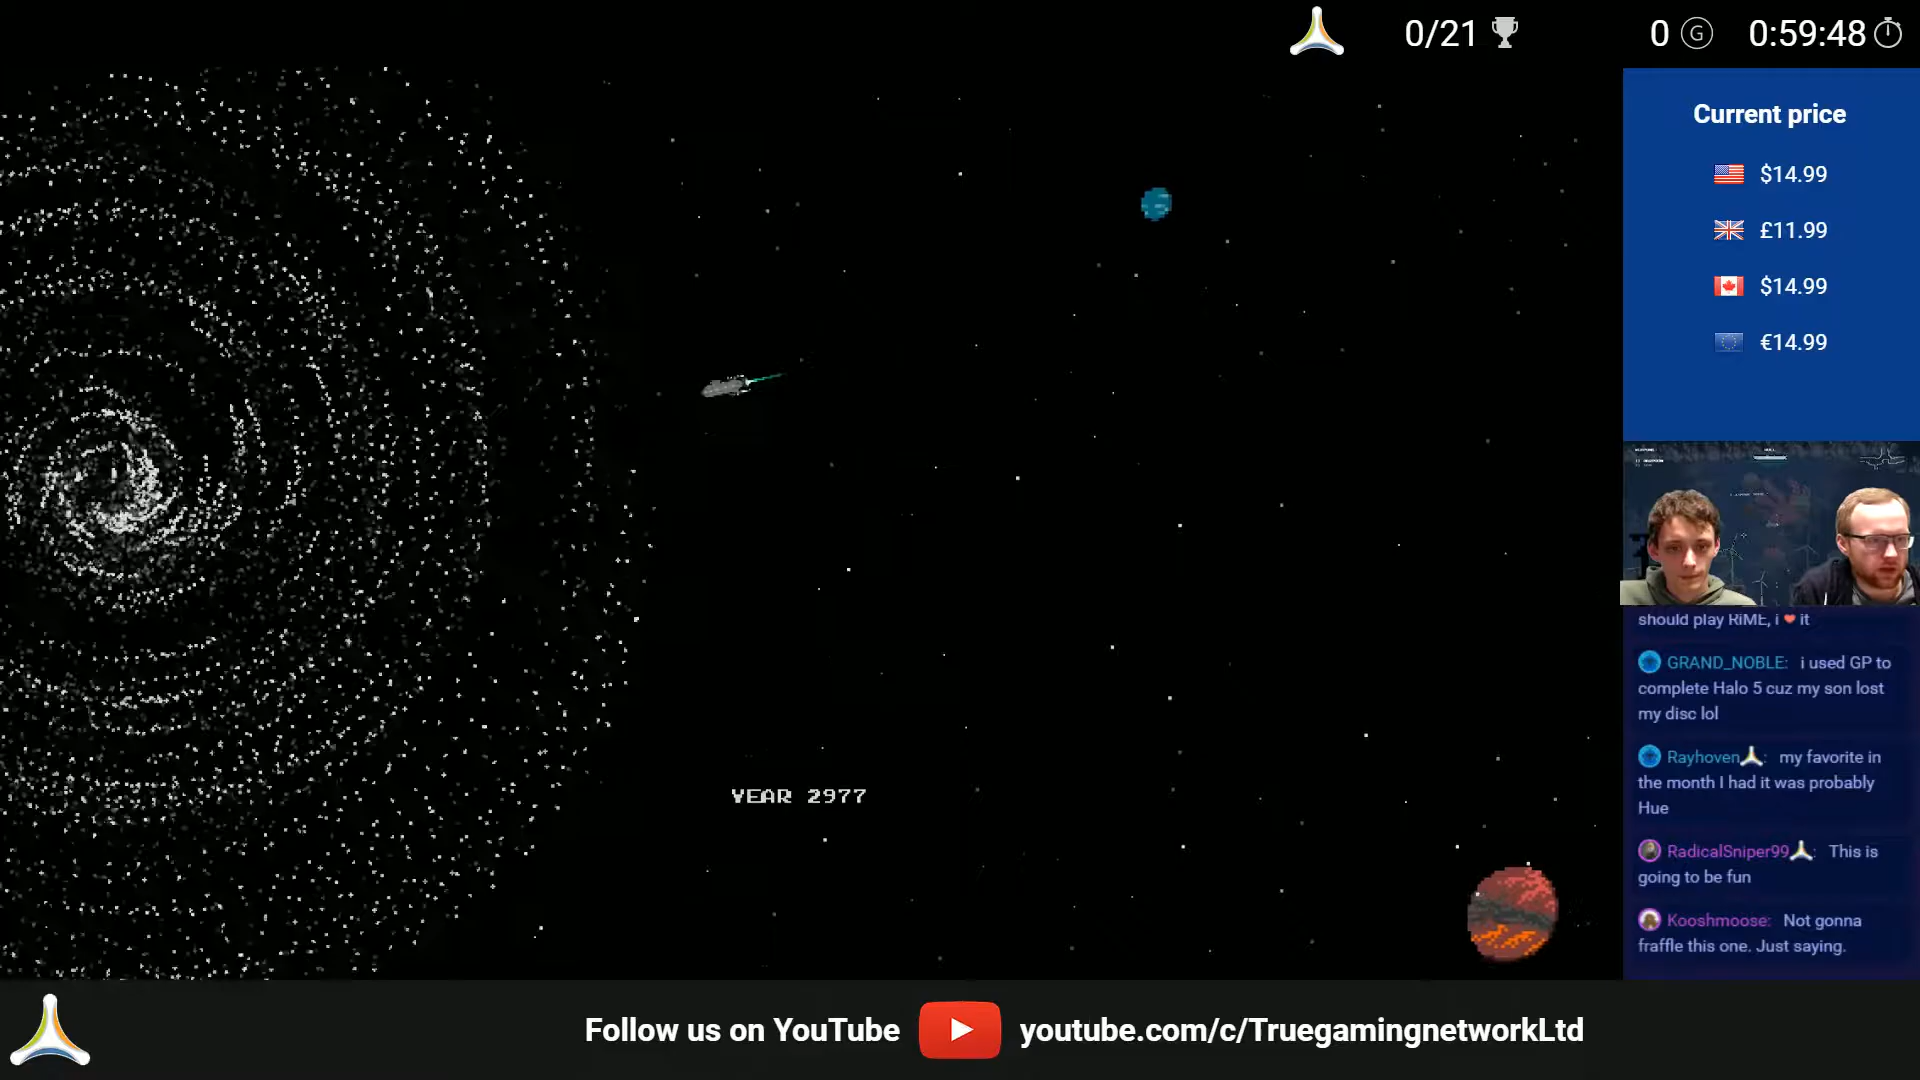 0/21
0 G
0:59:48
Current price
$14.99
£11.99
$14.99
€14.99
YEAR 2977
should play RiME, i ❤ it
GRAND_NOBLE: i used GP to
complete Halo 5 cuz my son lost
my disc lol
Rayhoven: my favorite in
the month I had it was probably
Hue
RadicalSniper99: This is
going to be fun
Kooshmoose: Not gonna
fraffle this one. Just saying.
Follow us on YouTube
youtube.com/c/TruegamingnetworkLtd